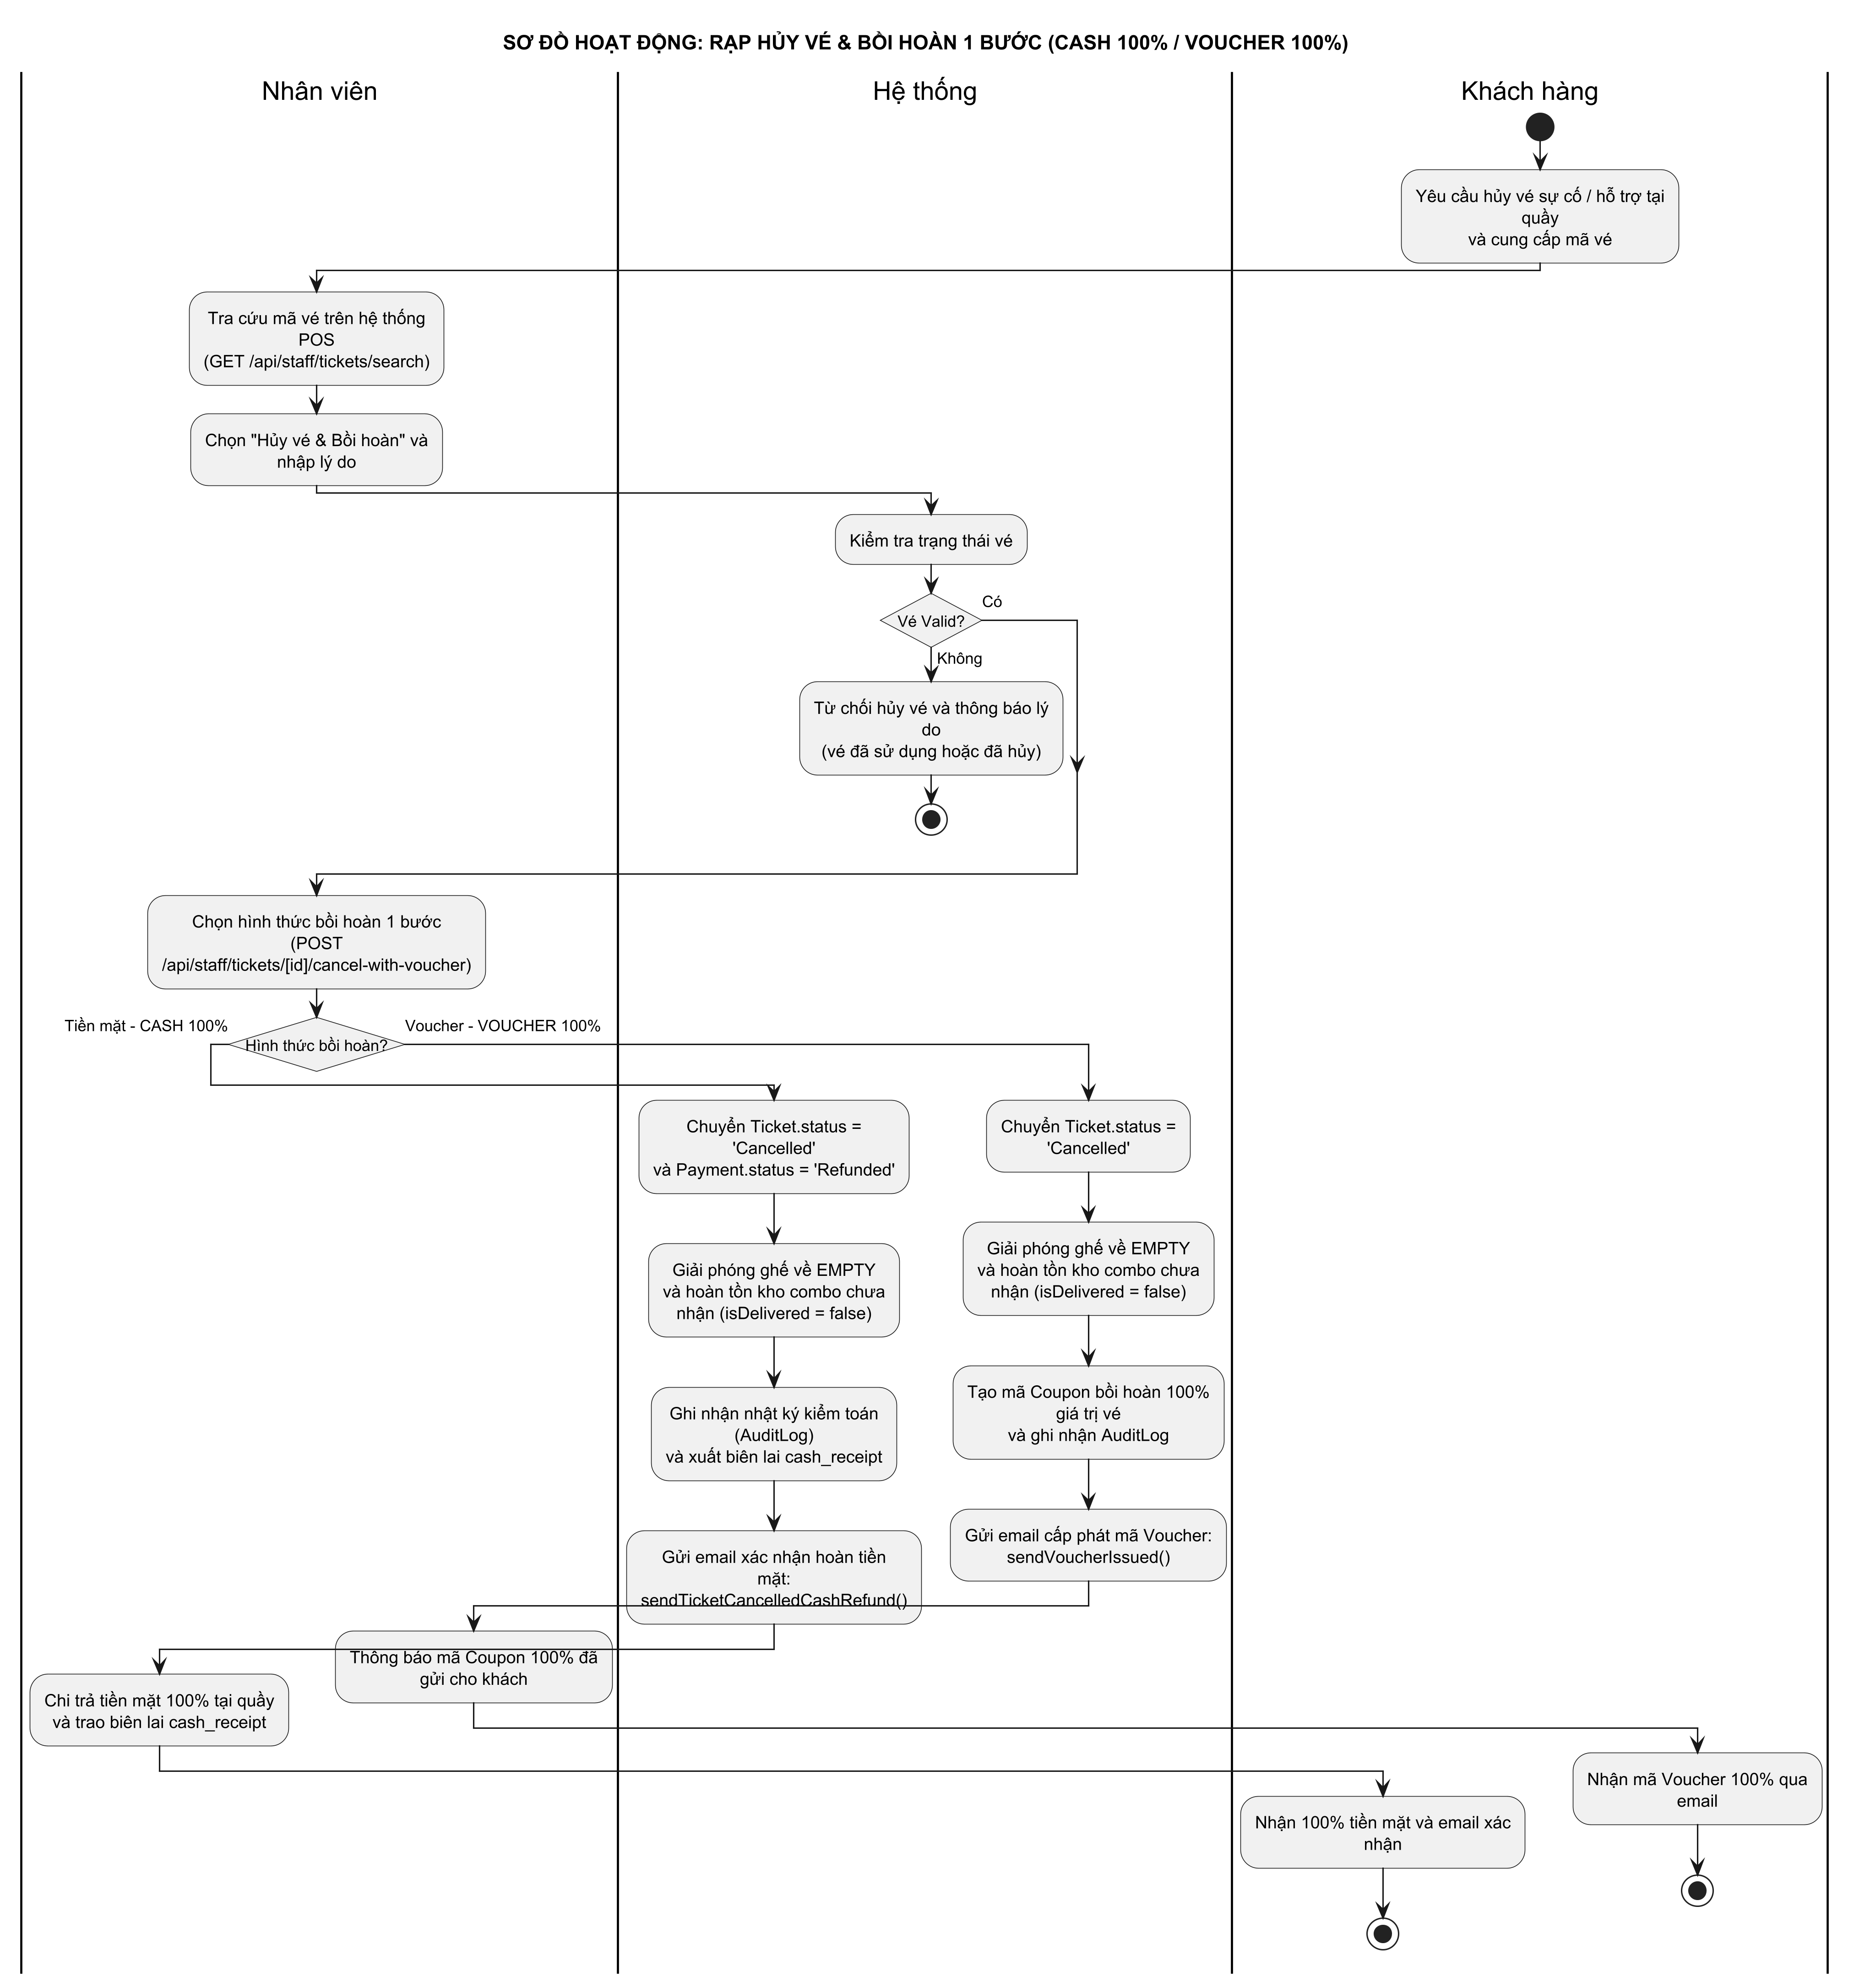 SƠ ĐỒ HOẠT ĐỘNG: RẠP HỦY VÉ & BỒI HOÀN 1 BƯỚC (CASH 100% / VOUCHER 100%)
Nhân viên
Hệ thống
Khách hàng
Yêu cầu hủy vé sự cố / hỗ trợ tại
quầy
và cung cấp mã vé
Tra cứu mã vé trên hệ thống
POS
(GET /api/staff/tickets/search)
Chọn "Hủy vé & Bồi hoàn" và
nhập lý do
Kiểm tra trạng thái vé
Vé Valid?
Có
Không
Từ chối hủy vé và thông báo lý
do
(vé đã sử dụng hoặc đã hủy)
Chọn hình thức bồi hoàn 1 bước
(POST
/api/staff/tickets/[id]/cancel-with-voucher)
Tiền mặt - CASH 100%
Hình thức bồi hoàn?
Voucher - VOUCHER 100%
Chuyển Ticket.status =
'Cancelled'
và Payment.status = 'Refunded'
Chuyển Ticket.status =
'Cancelled'
Giải phóng ghế về EMPTY
và hoàn tồn kho combo chưa
nhận (isDelivered = false)
Giải phóng ghế về EMPTY
và hoàn tồn kho combo chưa
nhận (isDelivered = false)
Ghi nhận nhật ký kiểm toán
(AuditLog)
và xuất biên lai cash_receipt
Tạo mã Coupon bồi hoàn 100%
giá trị vé
và ghi nhận AuditLog
Gửi email xác nhận hoàn tiền
mặt:
sendTicketCancelledCashRefund()
Gửi email cấp phát mã Voucher:
sendVoucherIssued()
Thông báo mã Coupon 100% đã
gửi cho khách
Chi trả tiền mặt 100% tại quầy
và trao biên lai cash_receipt
Nhận mã Voucher 100% qua
email
Nhận 100% tiền mặt và email xác
nhận